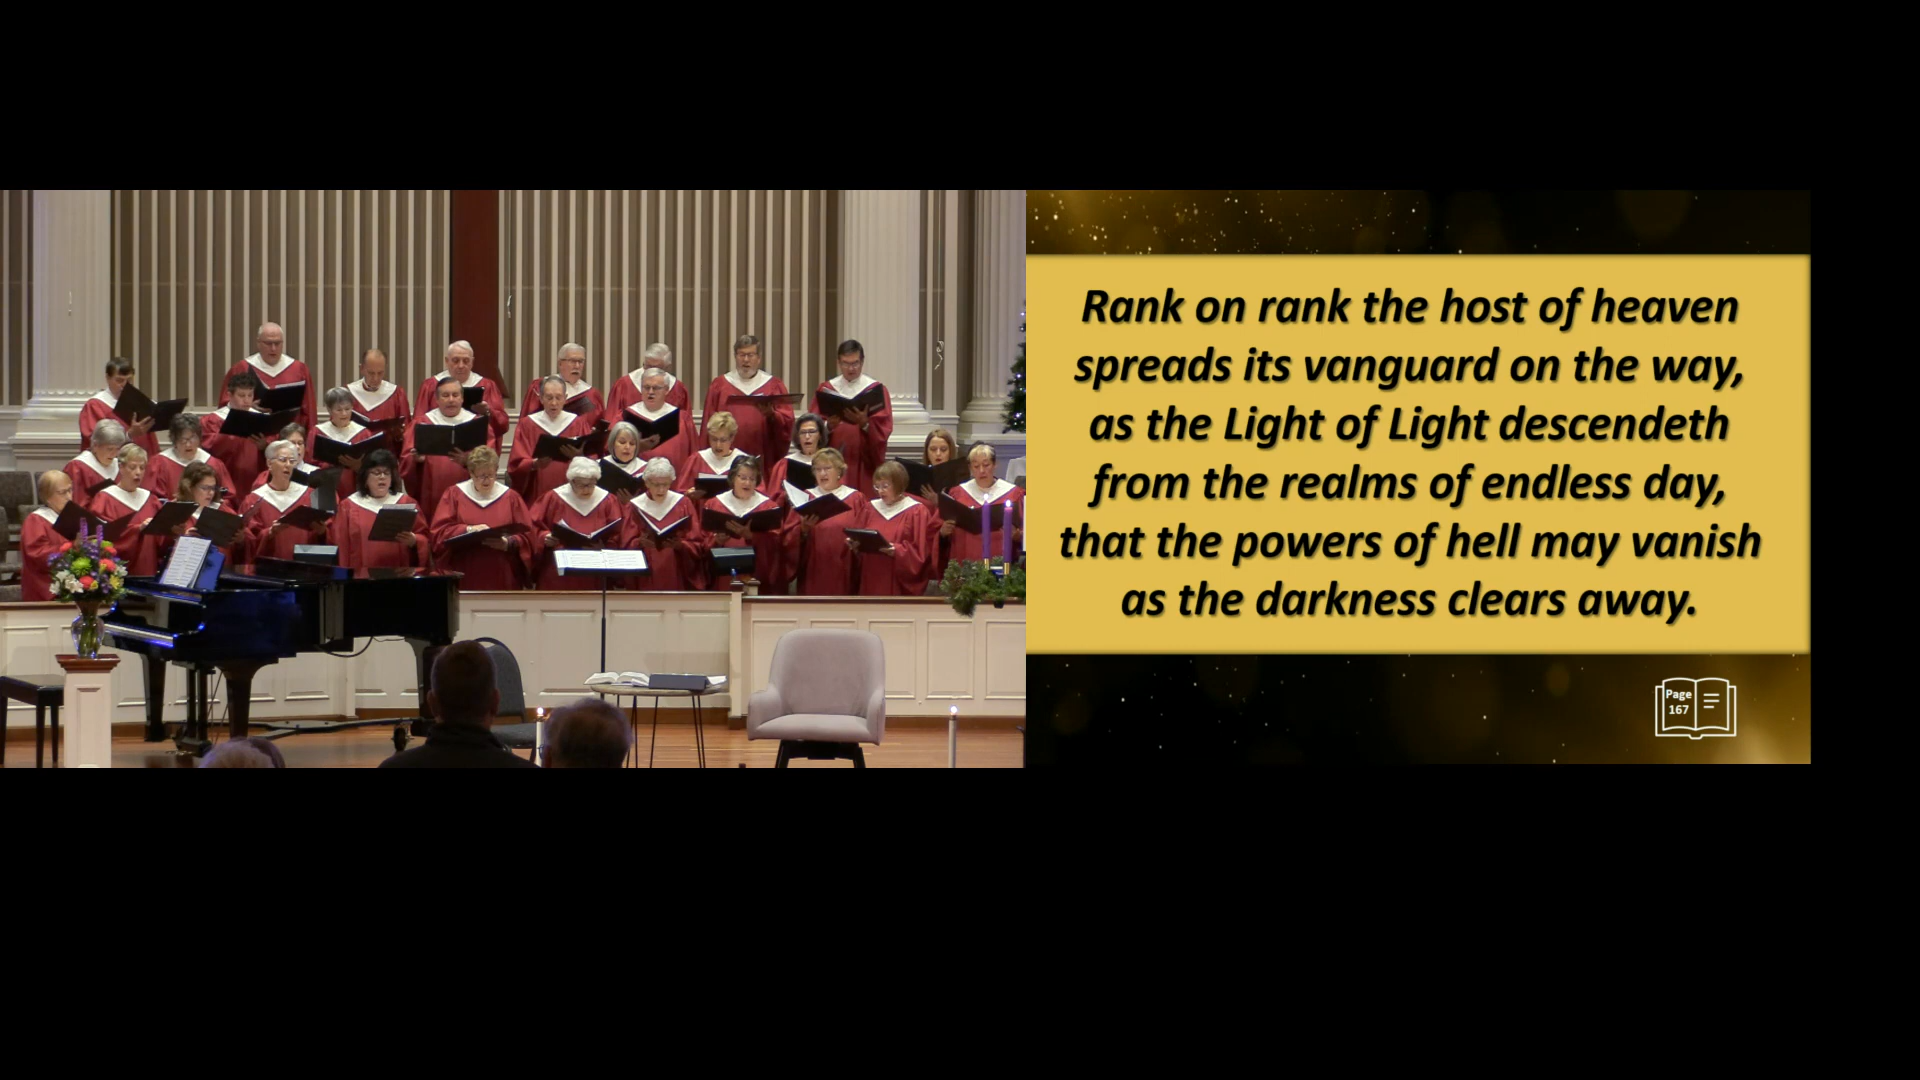 Rank on rank the host of heaven
spreads its vanguard on the way,
as the Light of Light descendeth
from the realms of endless day,
that the powers of hell may vanish
as the darkness clears away.
Page
167